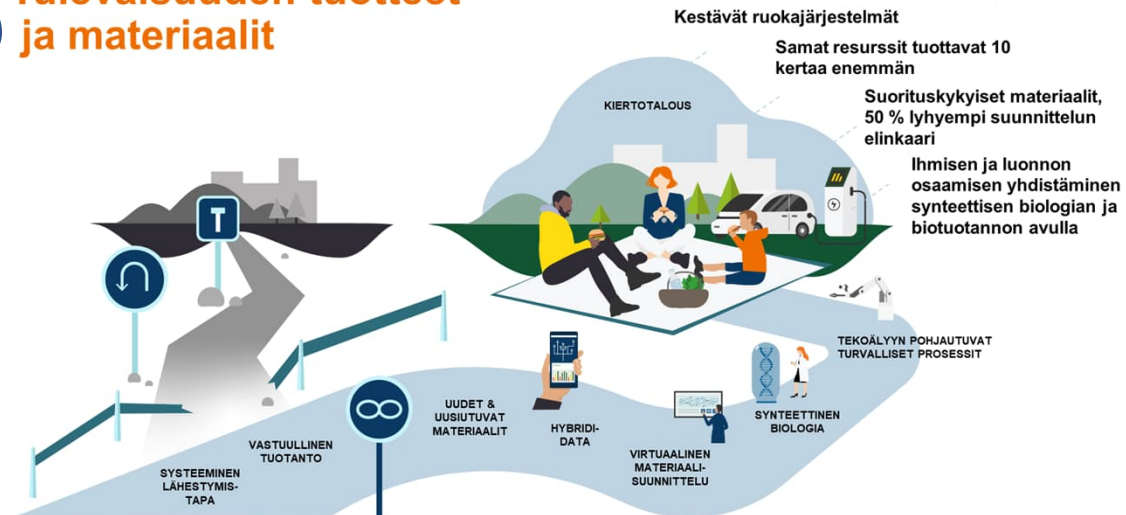 Tulevaisuuden tuotteet
ja materiaalit
Kestävät ruokajärjestelmät
Samat resurssit tuottavat 10
kertaa enemmän
Suorituskykyiset materiaalit,
50 % lyhyempi suunnittelun
elinkaari
Ihmisen ja luonnon
osaamisen yhdistäminen
synteettisen biologian ja
biotuotannon avulla
KIERTOTALOUS
TEKOÄLYYN POHJAUTUVAT
TURVALLISET PROSESSIT
SYNTEETTINEN
BIOLOGIA
VIRTUAALINEN
MATERIAALI-
SUUNNITTELU
HYBRIDI-
DATA
UUDET &
UUSIUTUVAT
MATERIAALIT
VASTUULLINEN
TUOTANTO
SYSTEEMINEN
LÄHESTYMIS-
TAPA